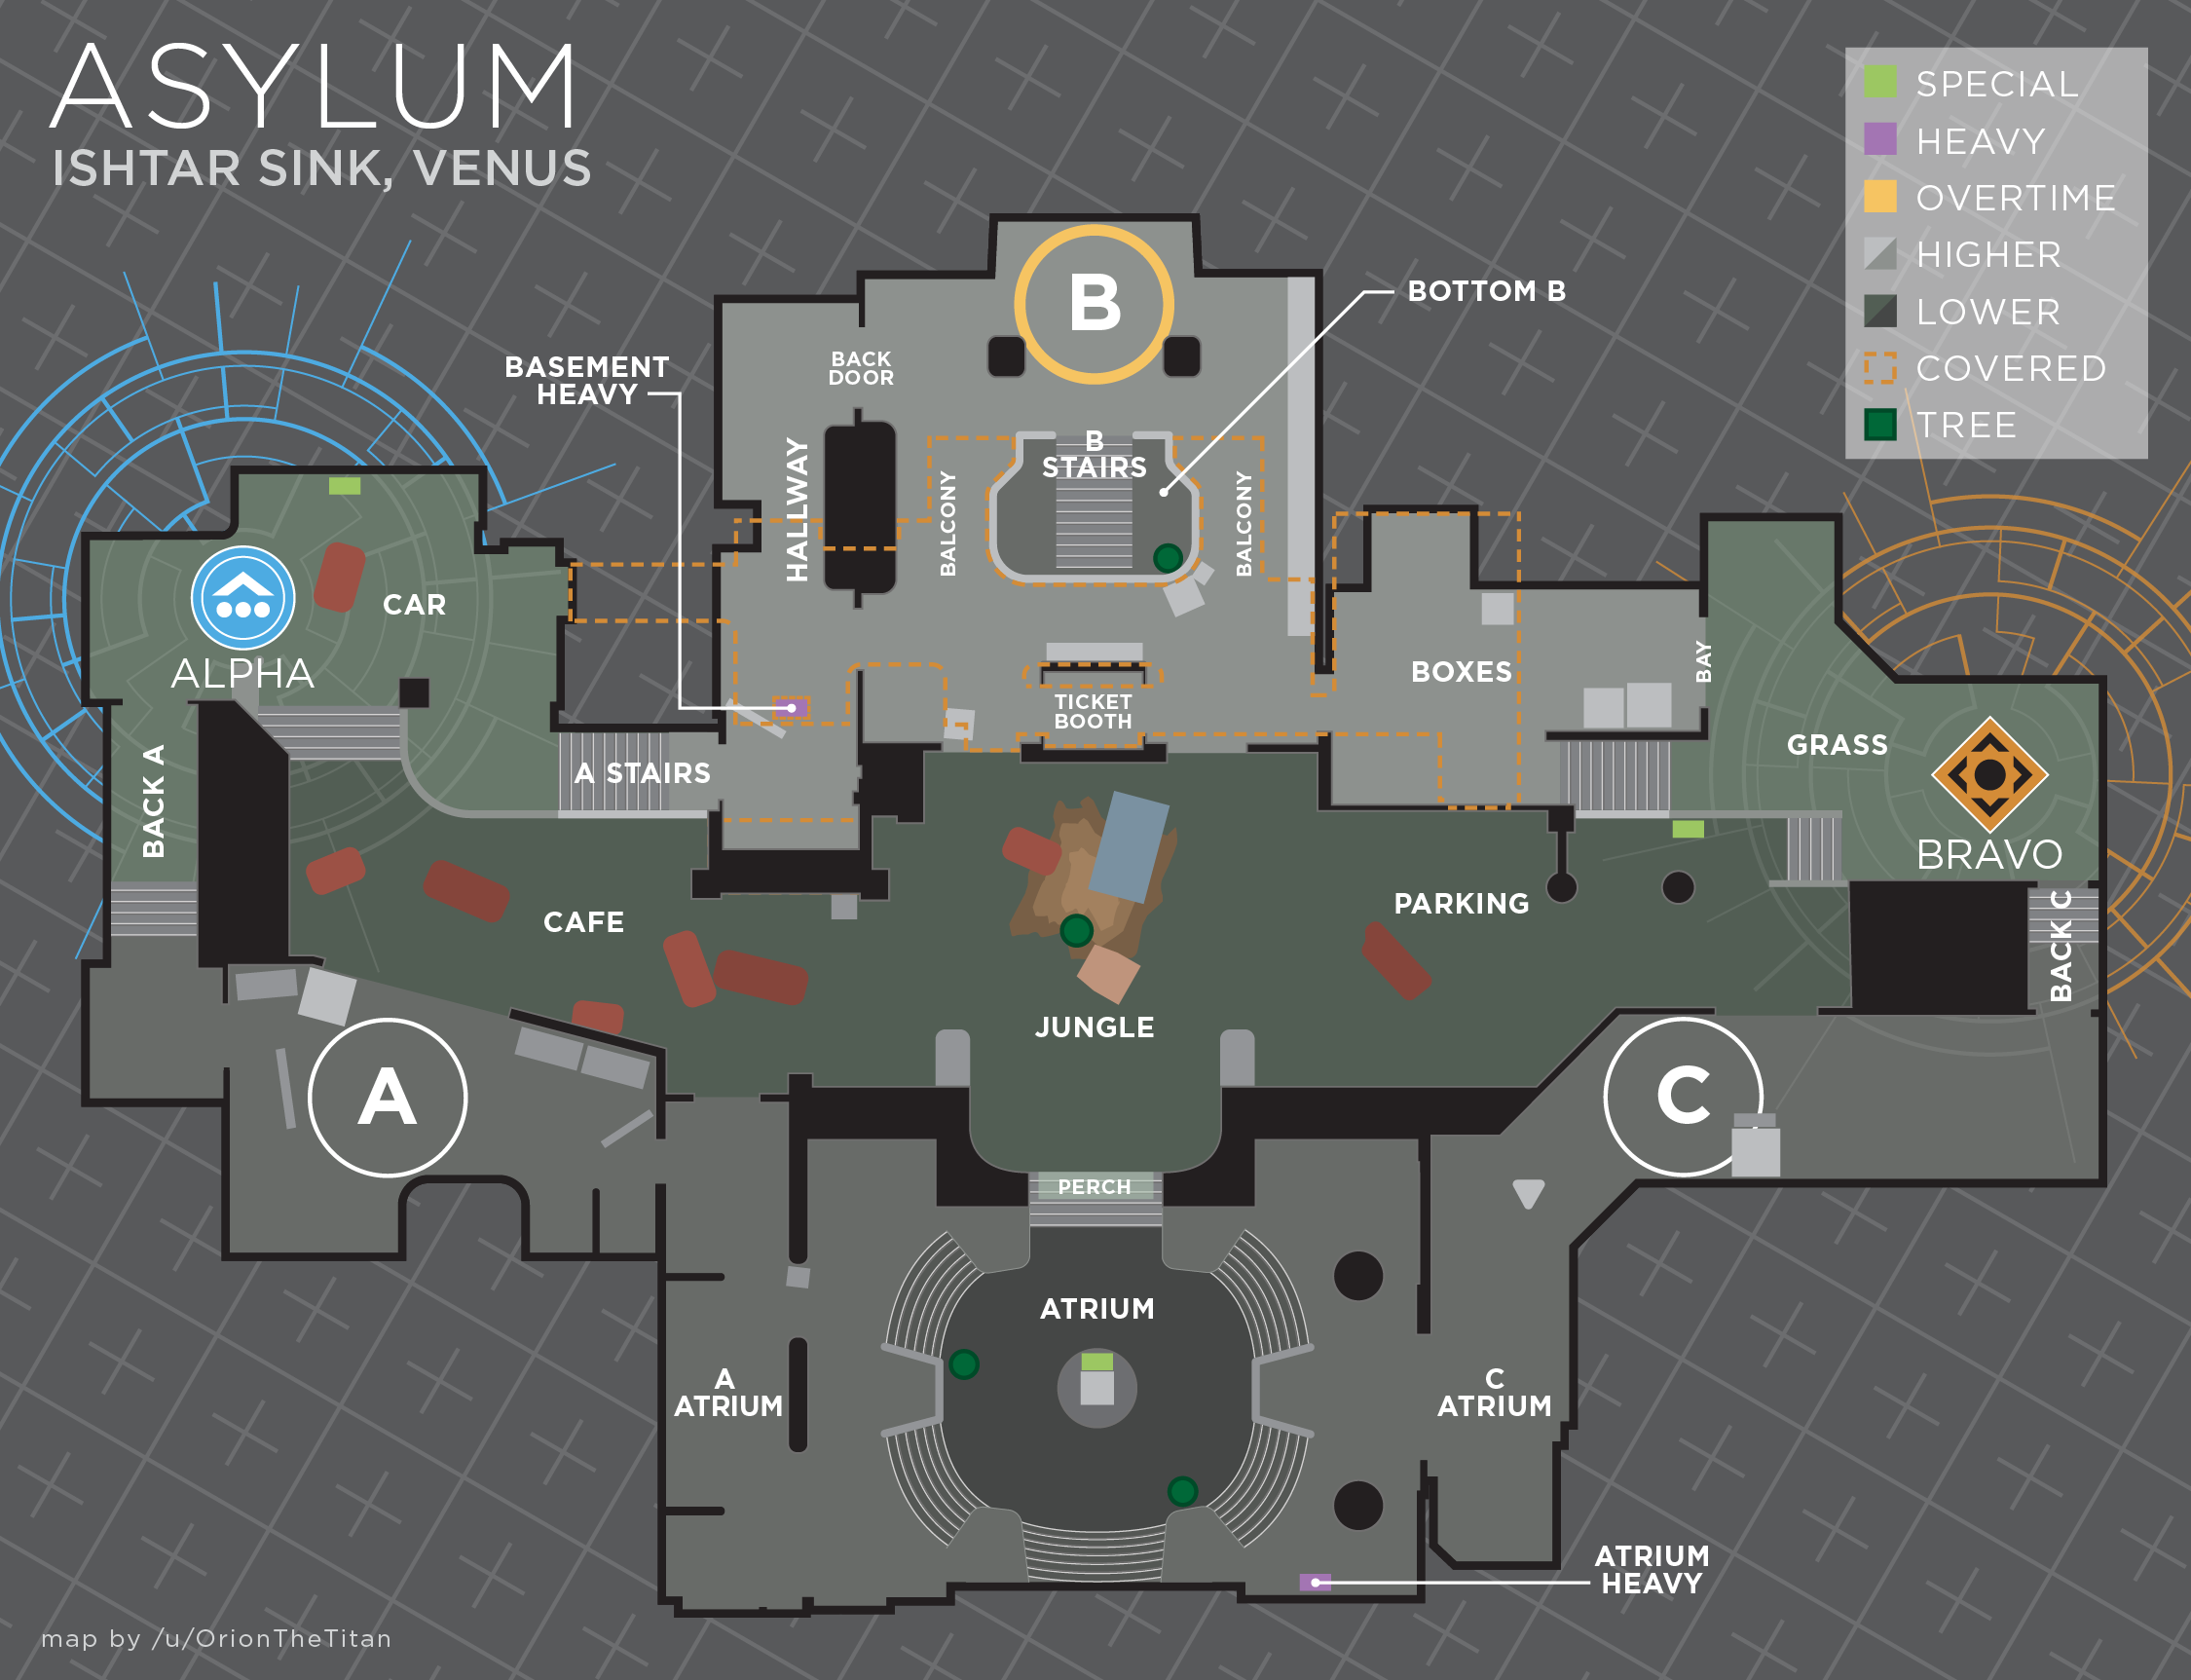 ASYLUM
ISHTAR SINK, VENUS
SPECIAL
HEAVY
OVERTIME
HIGHER
LOWER
COVERED
TREE
B
BOTTOM B
BASEMENT
HEAVY
BACK
DOOR
HALLWAY
BALCONY
B
STAIRS
BALCONY
CAR
ALPHA
BACK A
A STAIRS
TICKET
BOOTH
BOXES
BAY
GRASS
BRAVO
BACK C
CAFE
PARKING
JUNGLE
A
C
PERCH
ATRIUM
A
ATRIUM
C
ATRIUM
ATRIUM
HEAVY
map by /u/OrionTheTitan